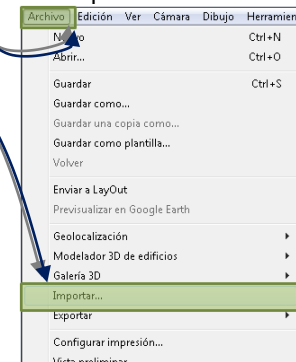 Archivo Edición Ver Cámara Dibujo Herramien
Nuevo Ctrl+N
Abrir... Ctrl+O
Guardar Ctrl+S
Guardar como...
Guardar una copia como...
Guardar como plantilla...
Volver
Enviar a LayOut
Previsualizar en Google Earth
Geolocalización
Modelador 3D de edificios
Galería 3D
Importar...
Exportar
Configurar impresión...
Vista preliminar